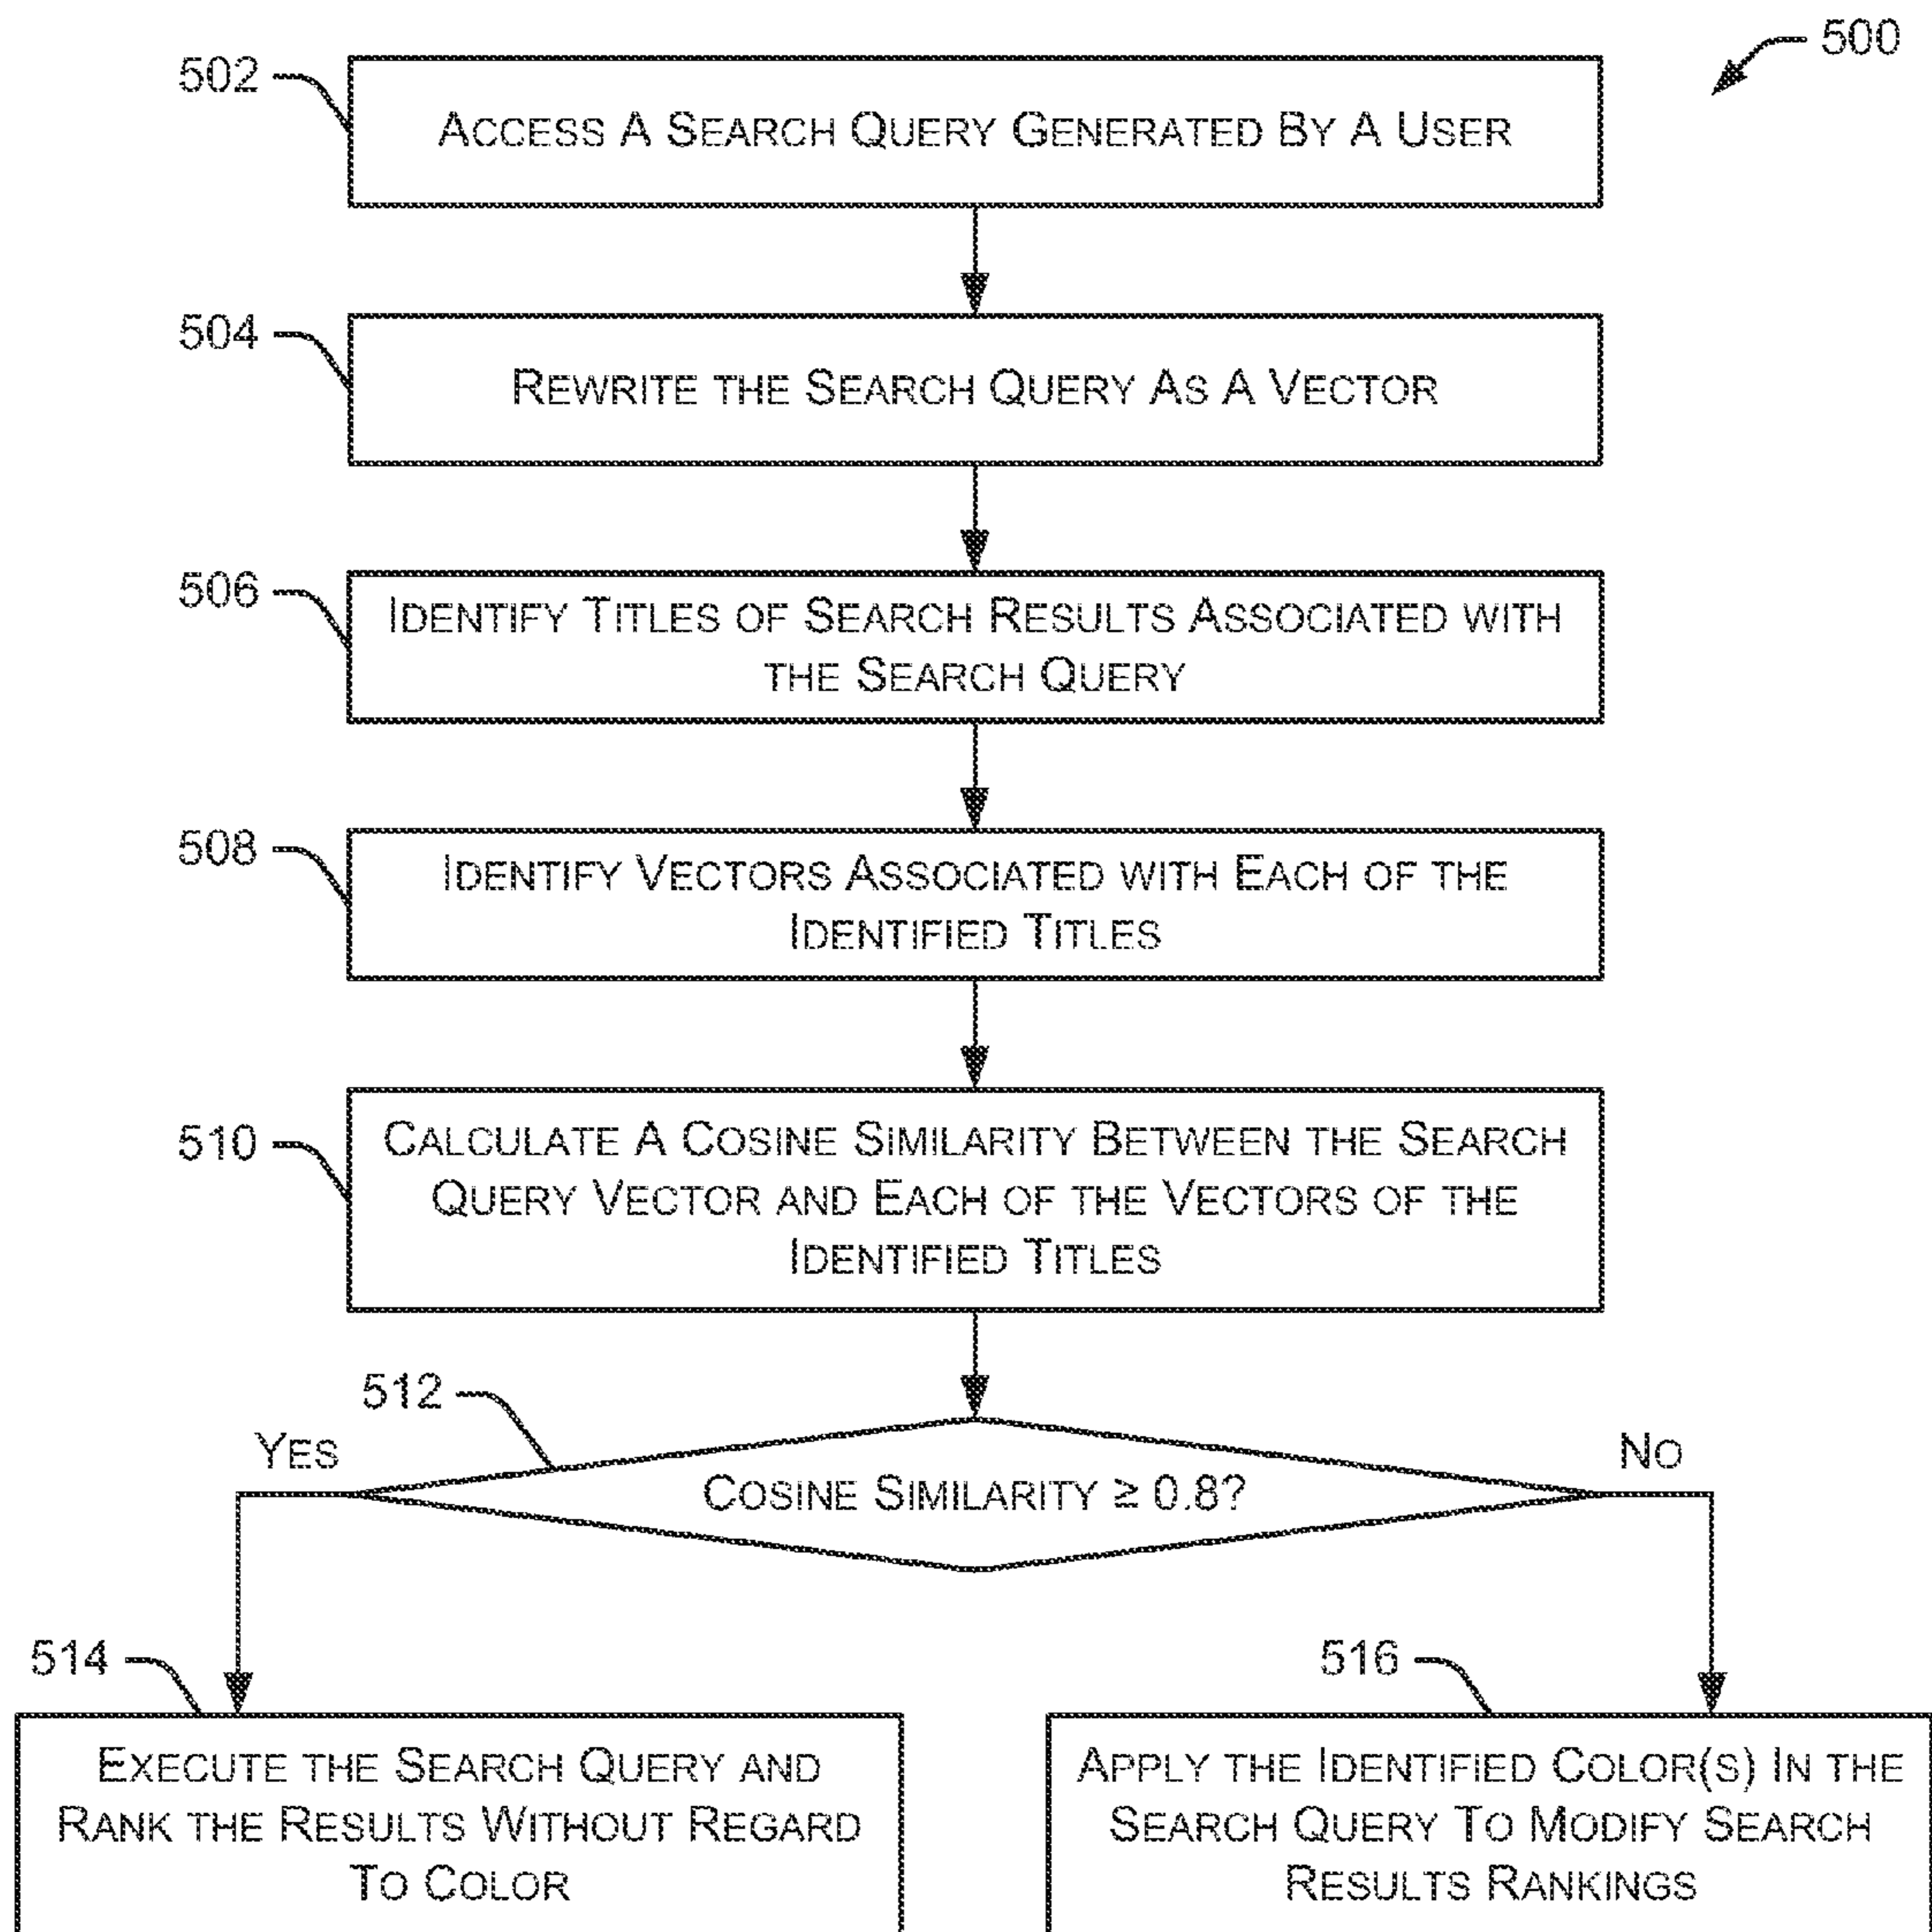 500
502
ACCESS A SEARCH QUERY GENERATED BY A USER
504
REWRITE THE SEARCH QUERY AS A VECTOR
506
IDENTIFY TITLES OF SEARCH RESULTS ASSOCIATED WITH
THE SEARCH QUERY
508
IDENTIFY VECTORS ASSOCIATED WITH EACH OF THE
IDENTIFIED TITLES
510
CALCULATE A COSINE SIMILARITY BETWEEN THE SEARCH
QUERY VECTOR AND EACH OF THE VECTORS OF THE
IDENTIFIED TITLES
512
YES
NO
COSINE SIMILARITY ≥ 0.8?
514
EXECUTE THE SEARCH QUERY AND
RANK THE RESULTS WITHOUT REGARD
TO COLOR
516
APPLY THE IDENTIFIED COLOR(S) IN THE
SEARCH QUERY TO MODIFY SEARCH
RESULTS RANKINGS